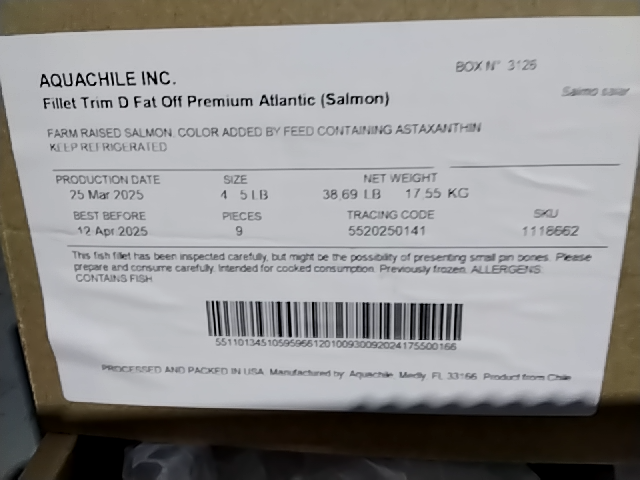 AQUACHILE INC.
BOX N° 3126
Fillet Trim D Fat Off Premium Atlantic (Salmon)
Salmo salar
FARM RAISED SALMON. COLOR ADDED BY FEED CONTAINING ASTAXANTHIN
KEEP REFRIGERATED
PRODUCTION DATE SIZE NET WEIGHT
25 Mar 2025 4 5 LB 38.69 LB 17.55 KG
BEST BEFORE PIECES TRACING CODE SKU
12 Apr 2025 9 5520250141 1118662
This fish fillet has been inspected carefully, but might be the possibility of presenting small pin bones. Please
prepare and consume carefully. Intended for cooked consumption. Previously frozen. ALLERGENS:
CONTAINS FISH.
PROCESSED AND PACKED IN USA. Manufactured by: Aquachile. Medly, FL 33166. Product from Chile